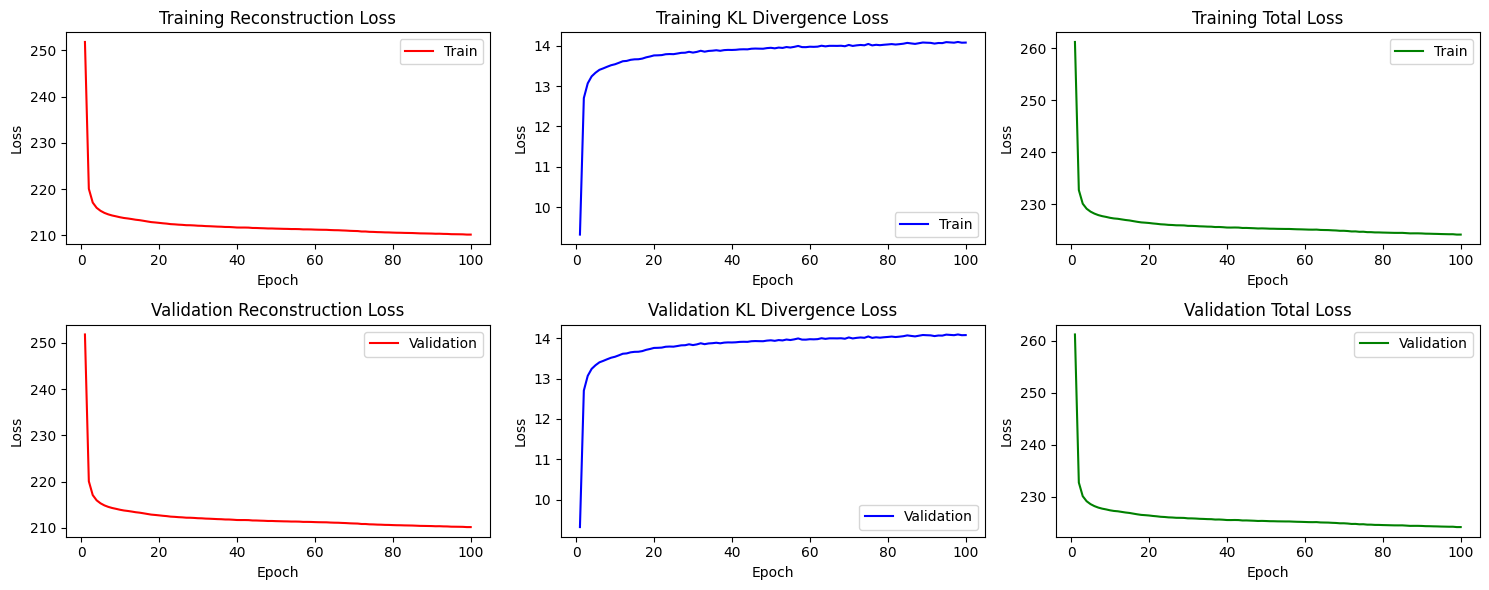 Training Reconstruction Loss
Training KL Divergence Loss
Training Total Loss
250
240
230
220
210
Loss
0 20 40 60 80 100
Epoch
Train
14
13
12
11
10
Loss
0 20 40 60 80 100
Epoch
Train
260
250
240
230
Loss
0 20 40 60 80 100
Epoch
Train
Validation Reconstruction Loss
Validation KL Divergence Loss
Validation Total Loss
250
240
230
220
210
Loss
0 20 40 60 80 100
Epoch
Validation
14
13
12
11
10
Loss
0 20 40 60 80 100
Epoch
Validation
260
250
240
230
Loss
0 20 40 60 80 100
Epoch
Validation